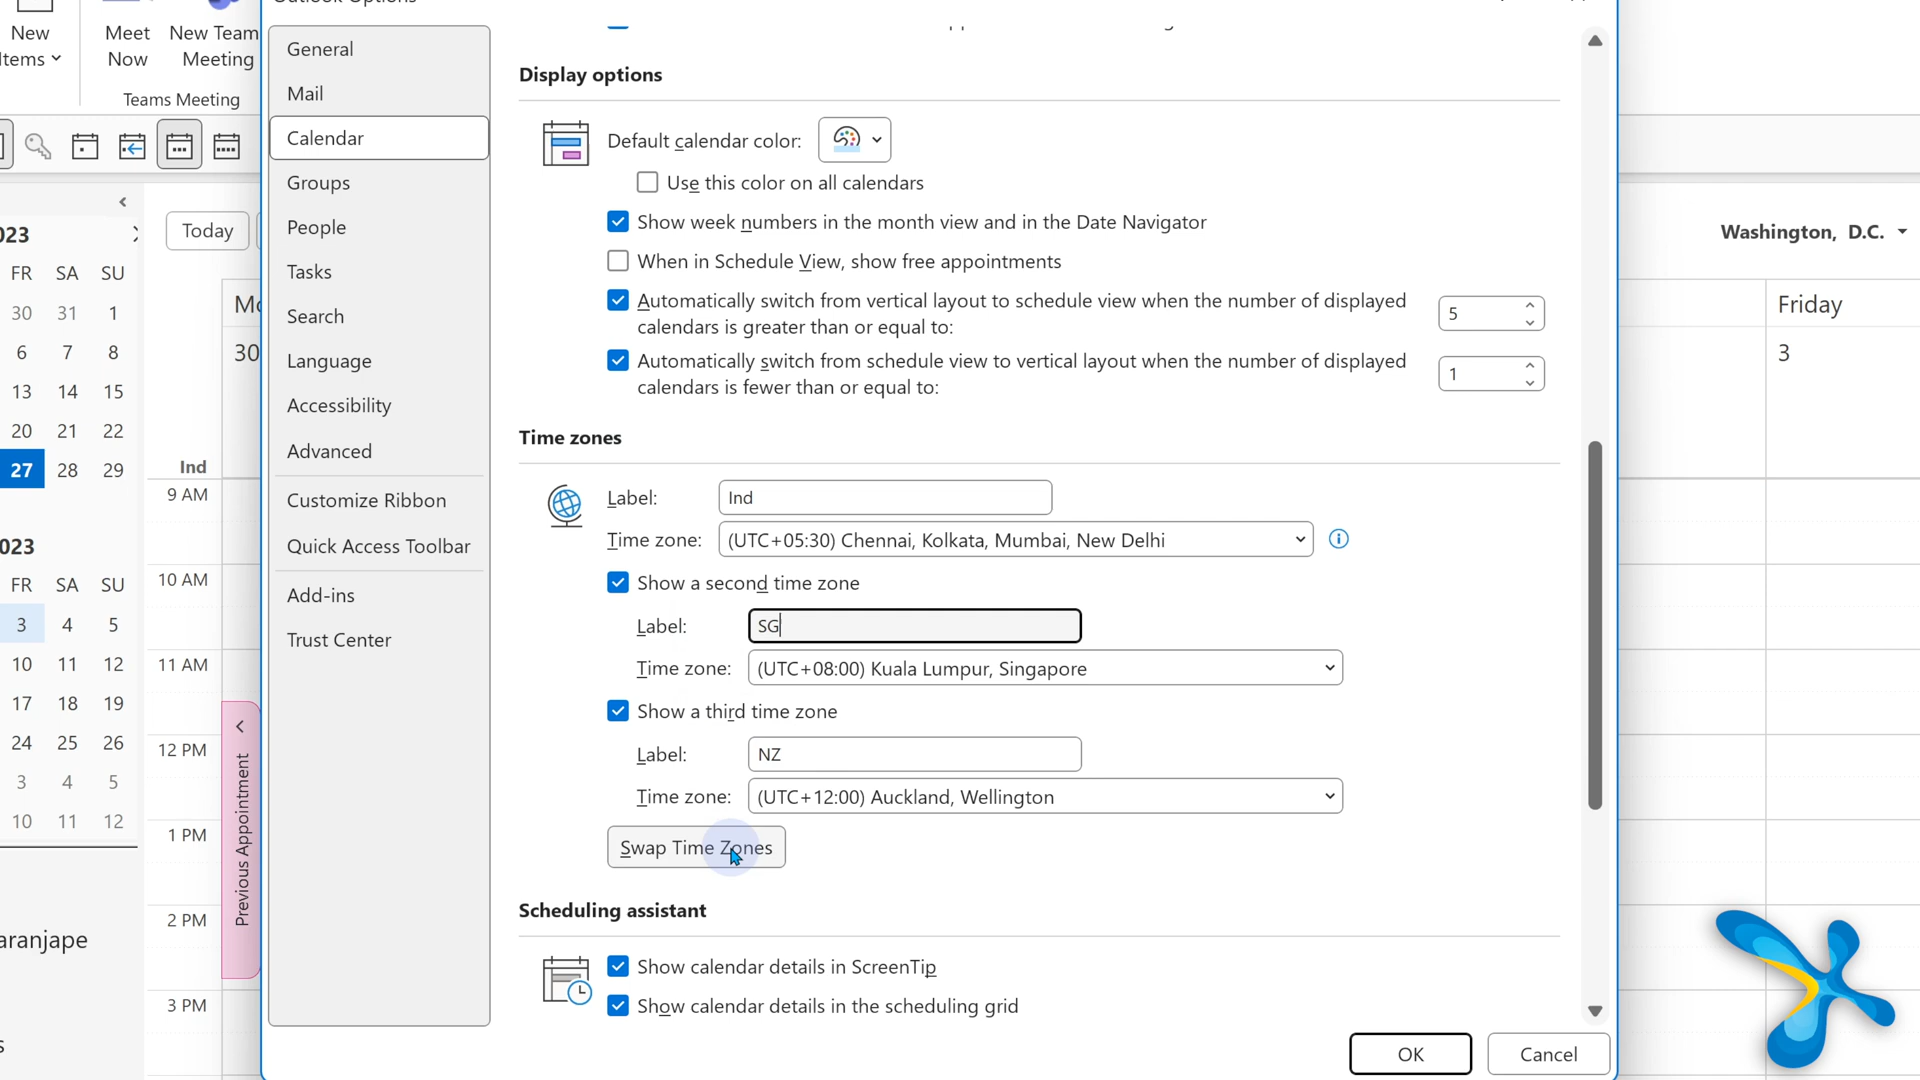 Outlook Options
New
Items
Meet
Now
New Team
Meeting
Teams Meeting
General
Mail
Calendar
Groups
People
Tasks
Search
Language
Accessibility
Advanced
Customize Ribbon
Quick Access Toolbar
Add-ins
Trust Center
Display options
Default calendar color:
Use this color on all calendars
Show week numbers in the month view and in the Date Navigator
When in Schedule View, show free appointments
Automatically switch from vertical layout to schedule view when the number of displayed
calendars is greater than or equal to:
5
Automatically switch from schedule view to vertical layout when the number of displayed
calendars is fewer than or equal to:
1
Time zones
Label: Ind
Time zone: (UTC+05:30) Chennai, Kolkata, Mumbai, New Delhi
Show a second time zone
Label: SG
Time zone: (UTC+08:00) Kuala Lumpur, Singapore
Show a third time zone
Label: NZ
Time zone: (UTC+12:00) Auckland, Wellington
Swap Time Zones
Scheduling assistant
Show calendar details in ScreenTip
Show calendar details in the scheduling grid
OK Cancel
023
FR SA SU
30 31 1
6 7 8
13 14 15
20 21 22
27 28 29
023
FR SA SU
3 4 5
10 11 12
17 18 19
24 25 26
3 4 5
10 11 12
aranjape
s
Today
Mo
30
Ind
9 AM
10 AM
11 AM
12 PM
1 PM
2 PM
3 PM
Previous Appointment
Washington, D.C.
Friday
3